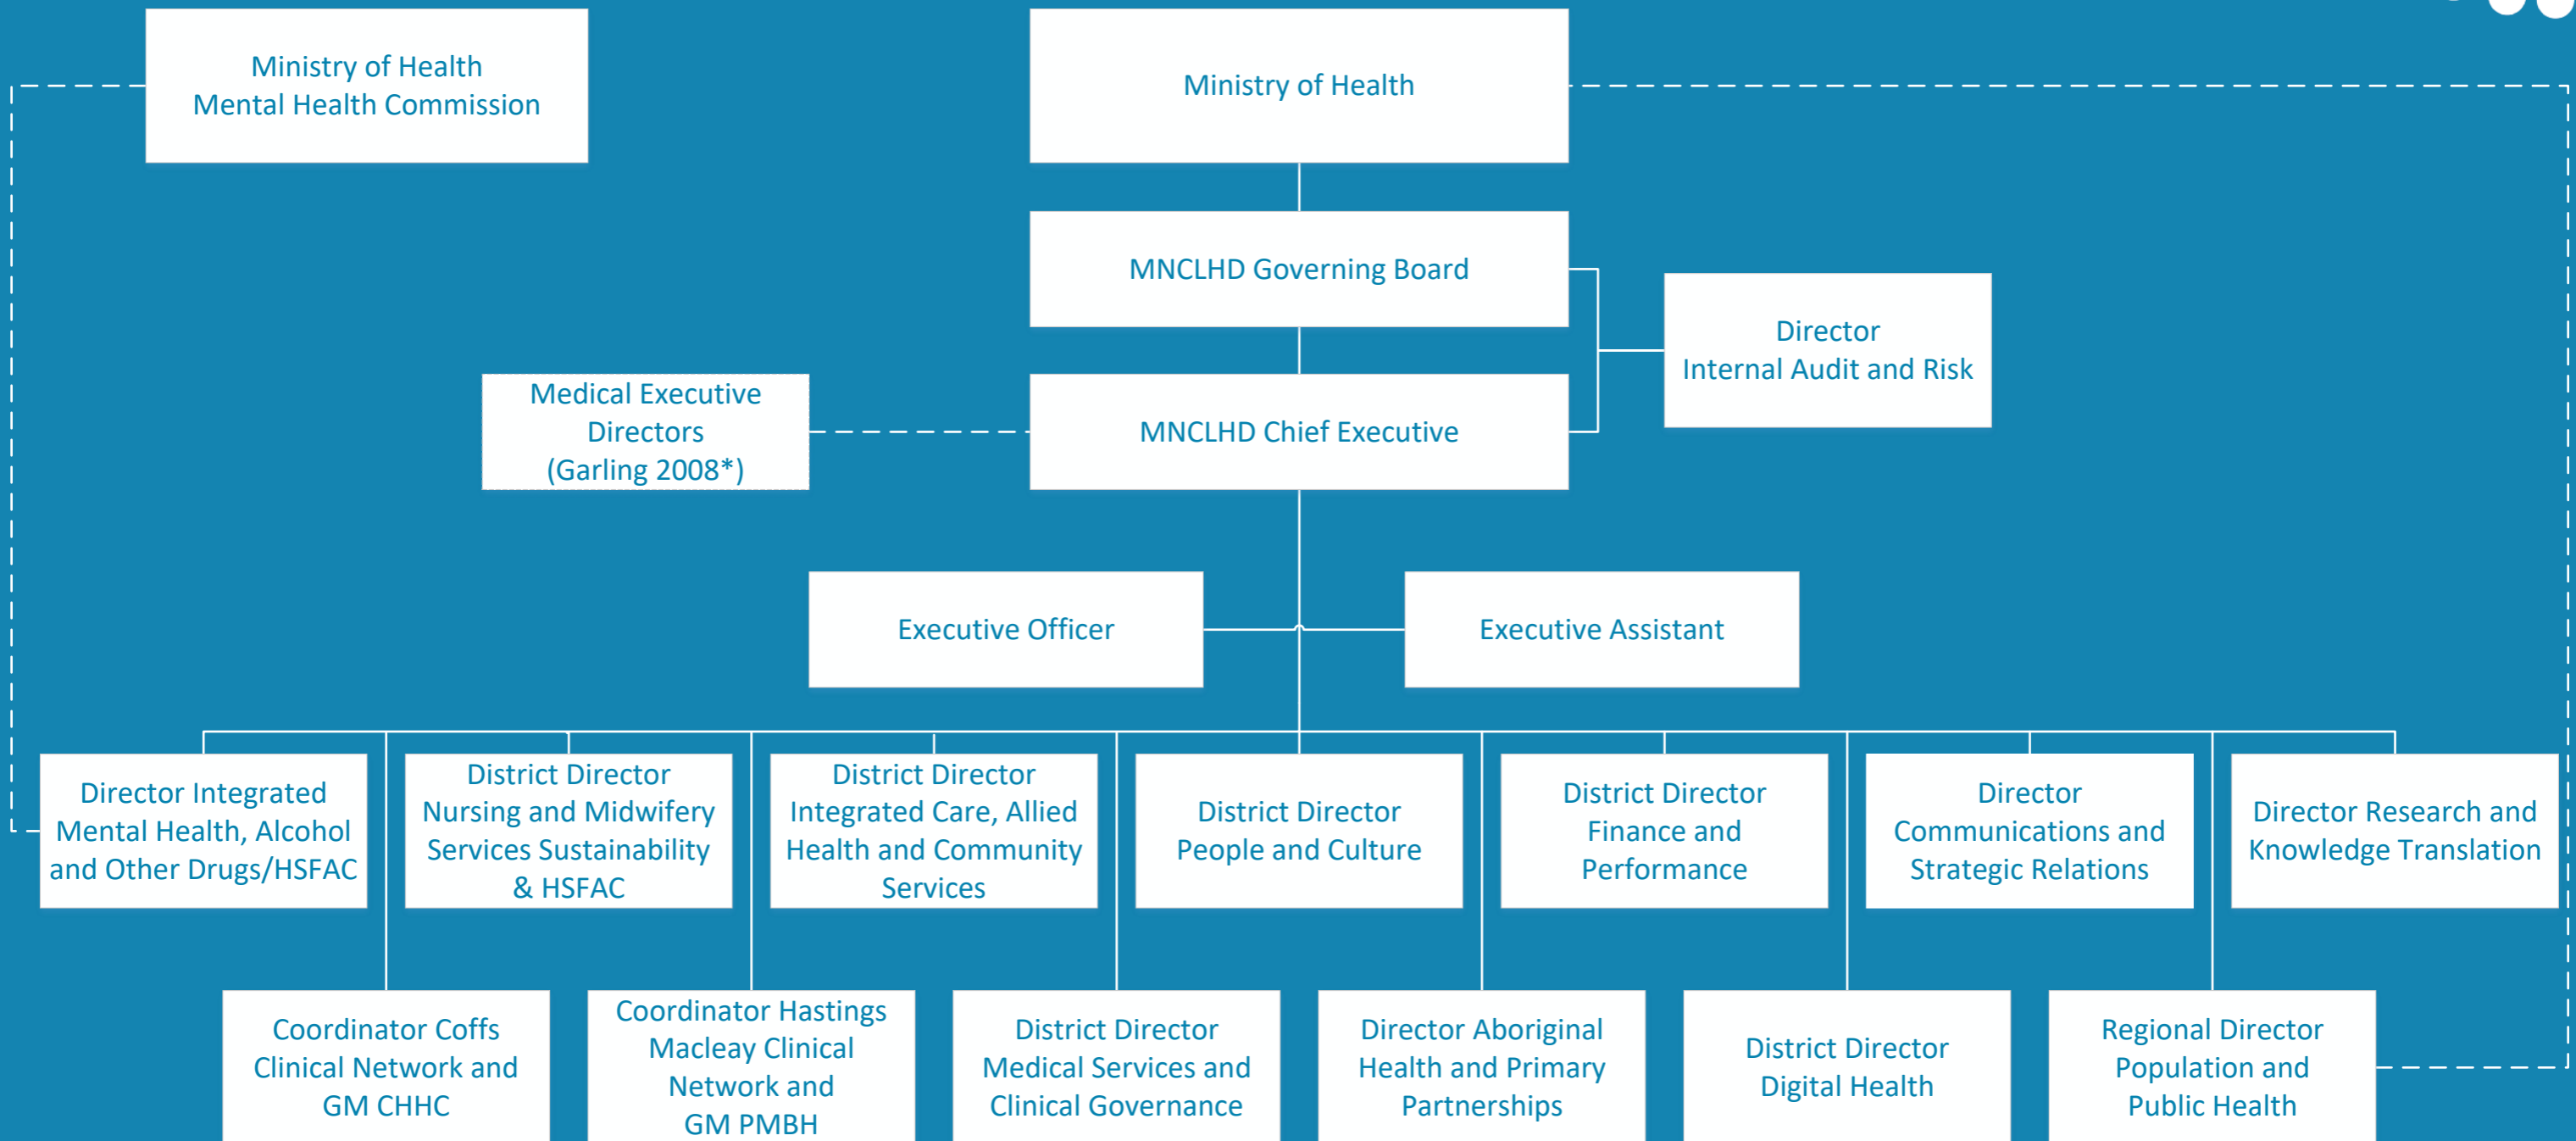 Ministry of Health
Mental Health Commission
Ministry of Health
MNCLHD Governing Board
Director
Internal Audit and Risk
Medical Executive
Directors
(Garling 2008*)
MNCLHD Chief Executive
Executive Officer
Executive Assistant
Director Integrated
Mental Health, Alcohol
and Other Drugs/HSFAC
District Director
Nursing and Midwifery
Services Sustainability
& HSFAC
District Director
Integrated Care, Allied
Health and Community
Services
District Director
People and Culture
District Director
Finance and
Performance
Director
Communications and
Strategic Relations
Director Research and
Knowledge Translation
Coordinator Coffs
Clinical Network and
GM CHHC
Coordinator Hastings
Macleay Clinical
Network and
GM PMBH
District Director
Medical Services and
Clinical Governance
Director Aboriginal
Health and Primary
Partnerships
District Director
Digital Health
Regional Director
Population and
Public Health